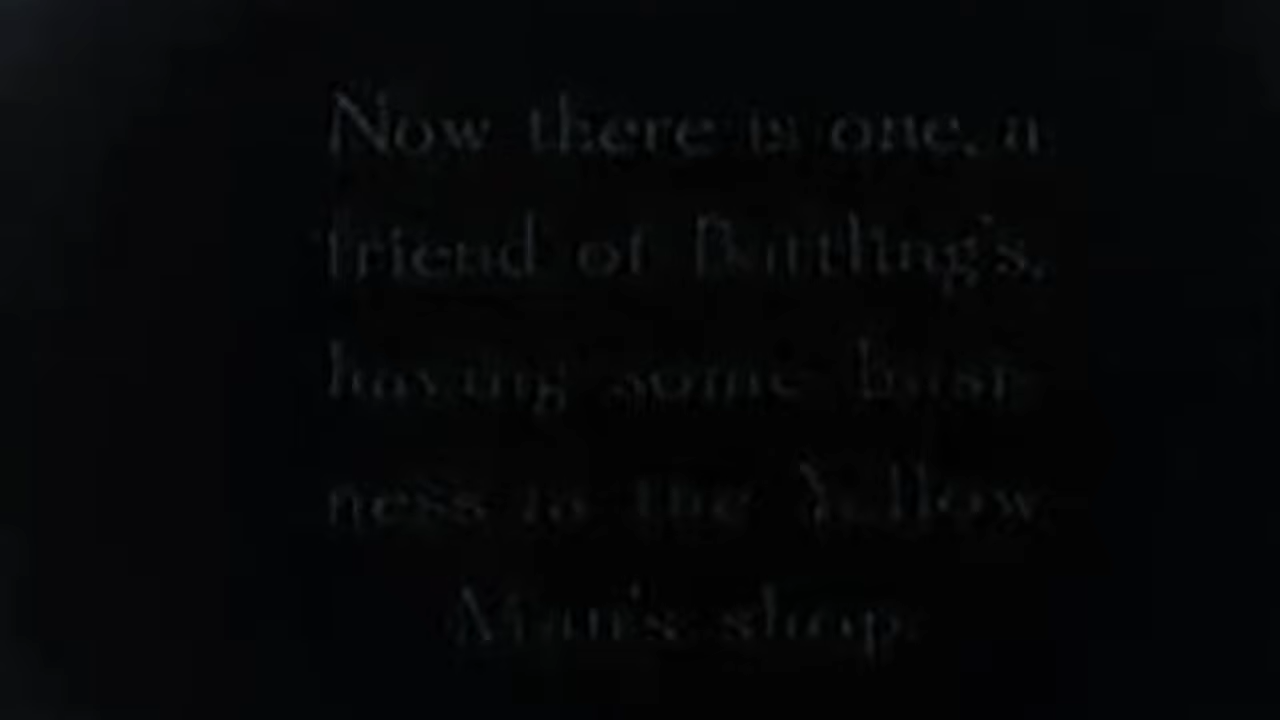 Now there is one, a
friend of Battling's,
having some busi-
ness in the Yellow
Man's shop.